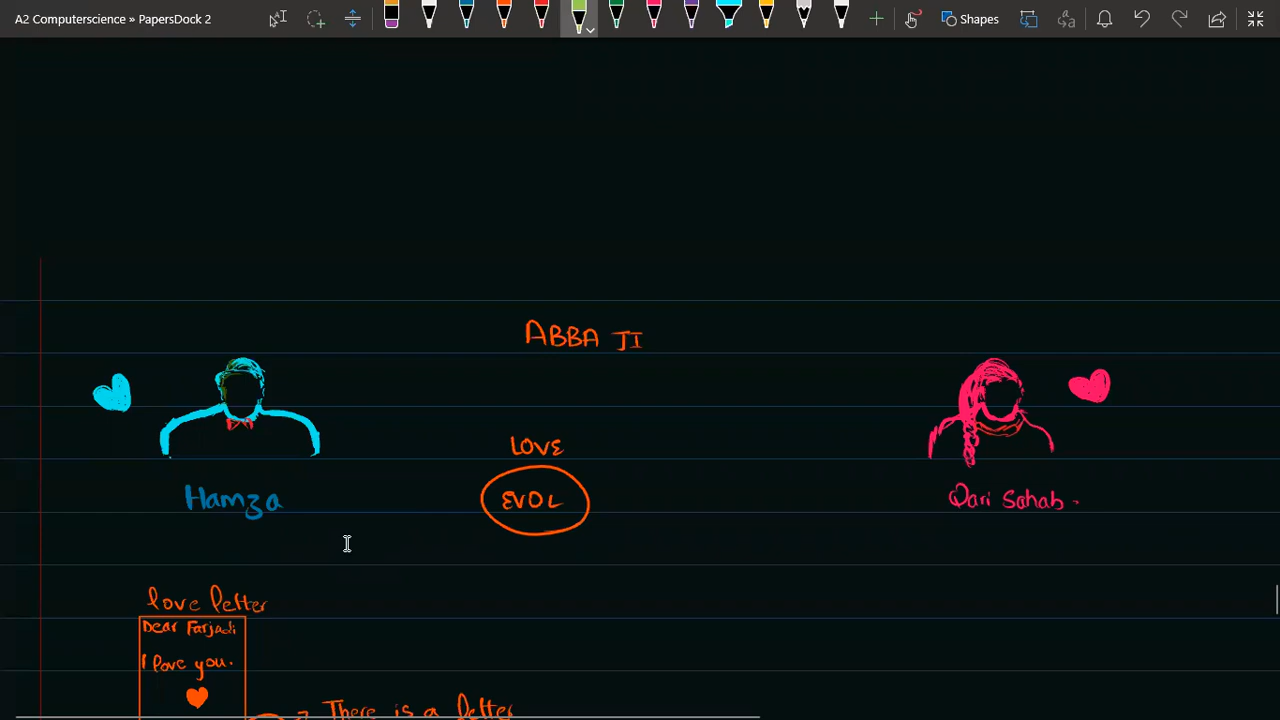 A2 Computerscience » PapersDock 2
Shapes
ABBA JI
LOVE
EVOL
Hamza
Qari Sahab
love letter
Dear Farjadi
I love you.
There is a letter